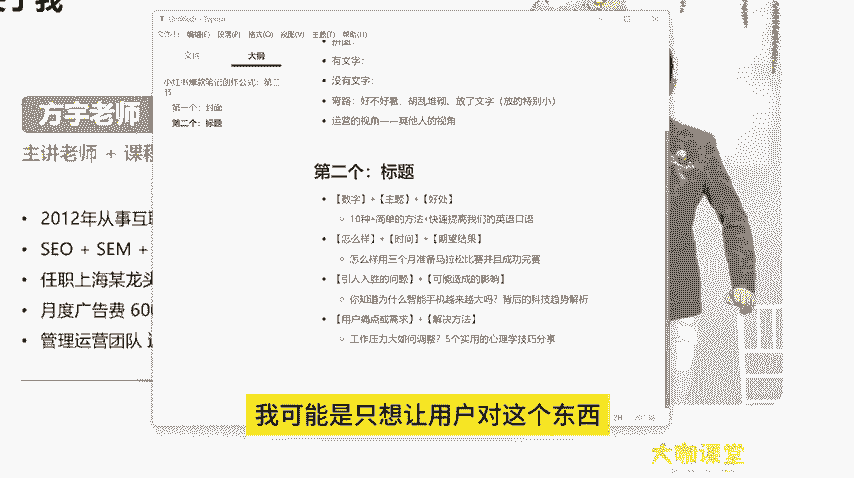 于我
Untitled - Typora
文件(F) 编辑(E) 段落(P) 格式(O) 视图(V) 主题(T) 帮助(H)
文件
大纲
小红书爆款笔记创作公式：第二
节
第一个：封面
第二个：标题
拼图：
有文字：
没有文字：
弯路：好不好看、胡乱堆砌、放了文字（放的特别小）
运营的视角——其他人的视角
第二个：标题
【数字】+【主题】+【好处】
10种+简单的方法+快速提高我们的英语口语
【怎么样】+【时间】+【期望结果】
怎么样用三个月准备马拉松比赛并且成功完赛
【引人入胜的问题】+【可能造成的影响】
你知道为什么智能手机越来越大吗？背后的科技趋势解析
【用户痛点或需求】+【解决方法】
工作压力大如何调整？5个实用的心理学技巧分享
方宇老师
主讲老师 + 课程
2012年从事互联
SEO + SEM +
任职上海某龙头
月度广告费 600
管理运营团队
我可能是只想让用户对这个东西
大咖课堂